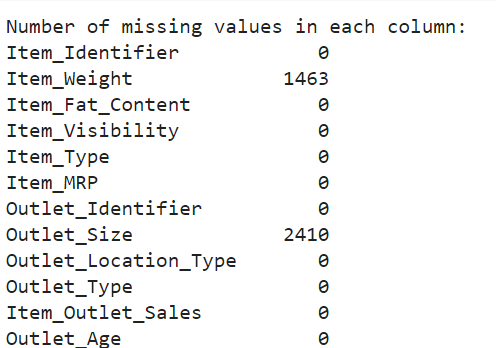 Number of missing values in each column:
Item_Identifier 0
Item_Weight 1463
Item_Fat_Content 0
Item_Visibility 0
Item_Type 0
Item_MRP 0
Outlet_Identifier 0
Outlet_Size 2410
Outlet_Location_Type 0
Outlet_Type 0
Item_Outlet_Sales 0
Outlet_Age 0